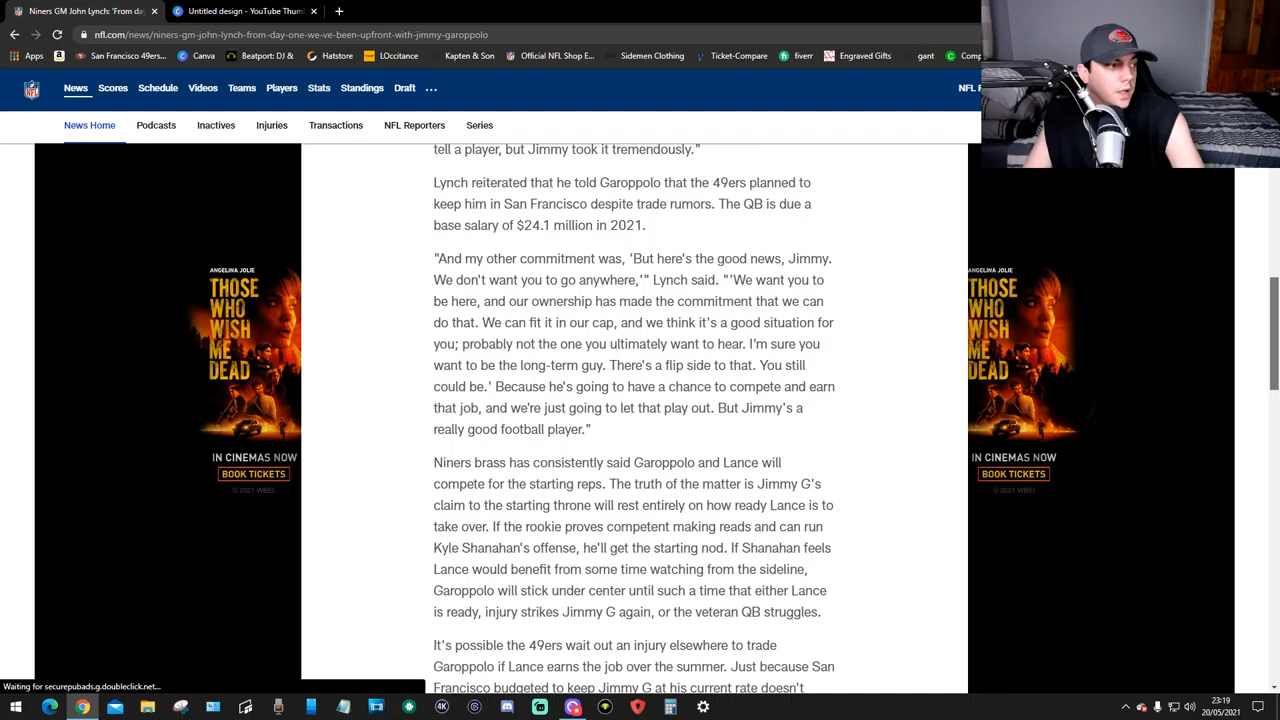 Niners GM John Lynch 'From day
Designer Hub - Custom Thumbnai
nfl.com/news/niners-gm-john-lynch-from-day-one-we-ve-been-upfront-with-jimmy-garoppolo
Apps San Francisco 49ers... Canva Beatport: DJ & Hatstore LOccitane Kapten & Son Official NFL Shop E... Sidemen Clothing Ticket-Compare fiverr Engraved Gifts gant Comp
News Scores Schedule Videos Teams Players Stats Standings Draft ... NFL
News Home Podcasts Inactives Injuries Transactions NFL Reporters Series
tell a player, but Jimmy took it tremendously."
Lynch reiterated that he told Garoppolo that the 49ers planned to
keep him in San Francisco despite trade rumors. The QB is due a
base salary of $24.1 million in 2021.
"And my other commitment was, 'But here's the good news, Jimmy.
We don't want you to go anywhere,'" Lynch said. "'We want you to
be here, and our ownership has made the commitment that we can
do that. We can fit it in our cap, and we think it's a good situation for
you; probably not the one you ultimately want to hear. I'm sure you
want to be the long-term guy. There's a flip side to that. You still
could be.' Because he's going to have a chance to compete and earn
that job, and we're just going to let that play out. But Jimmy's a
really good football player."
Niners brass has consistently said Garoppolo and Lance will
compete for the starting reps. The truth of the matter is Jimmy G's
claim to the starting throne will rest entirely on how ready Lance is to
take over. If the rookie proves competent making reads and can run
Kyle Shanahan's offense, he'll get the starting nod. If Shanahan feels
Lance would benefit from some time watching from the sideline,
Garoppolo will stick under center until such a time that either Lance
is ready, injury strikes Jimmy G again, or the veteran QB struggles.
It's possible the 49ers wait out an injury elsewhere to trade
Garoppolo if Lance earns the job over the summer. Just because San
Francisco budgeted to keep Jimmy G at his current rate doesn't
ANGELINA JOLIE
THOSE
WHO
WISH
ME
DEAD
IN CINEMAS NOW
BOOK TICKETS
© 2021 WBEI.
ANGELINA JOLIE
THOSE
WHO
WISH
ME
DEAD
IN CINEMAS NOW
BOOK TICKETS
© 2021 WBEI.
Waiting for securepubads.g.doubleclick.net...
23:19
20/05/2021